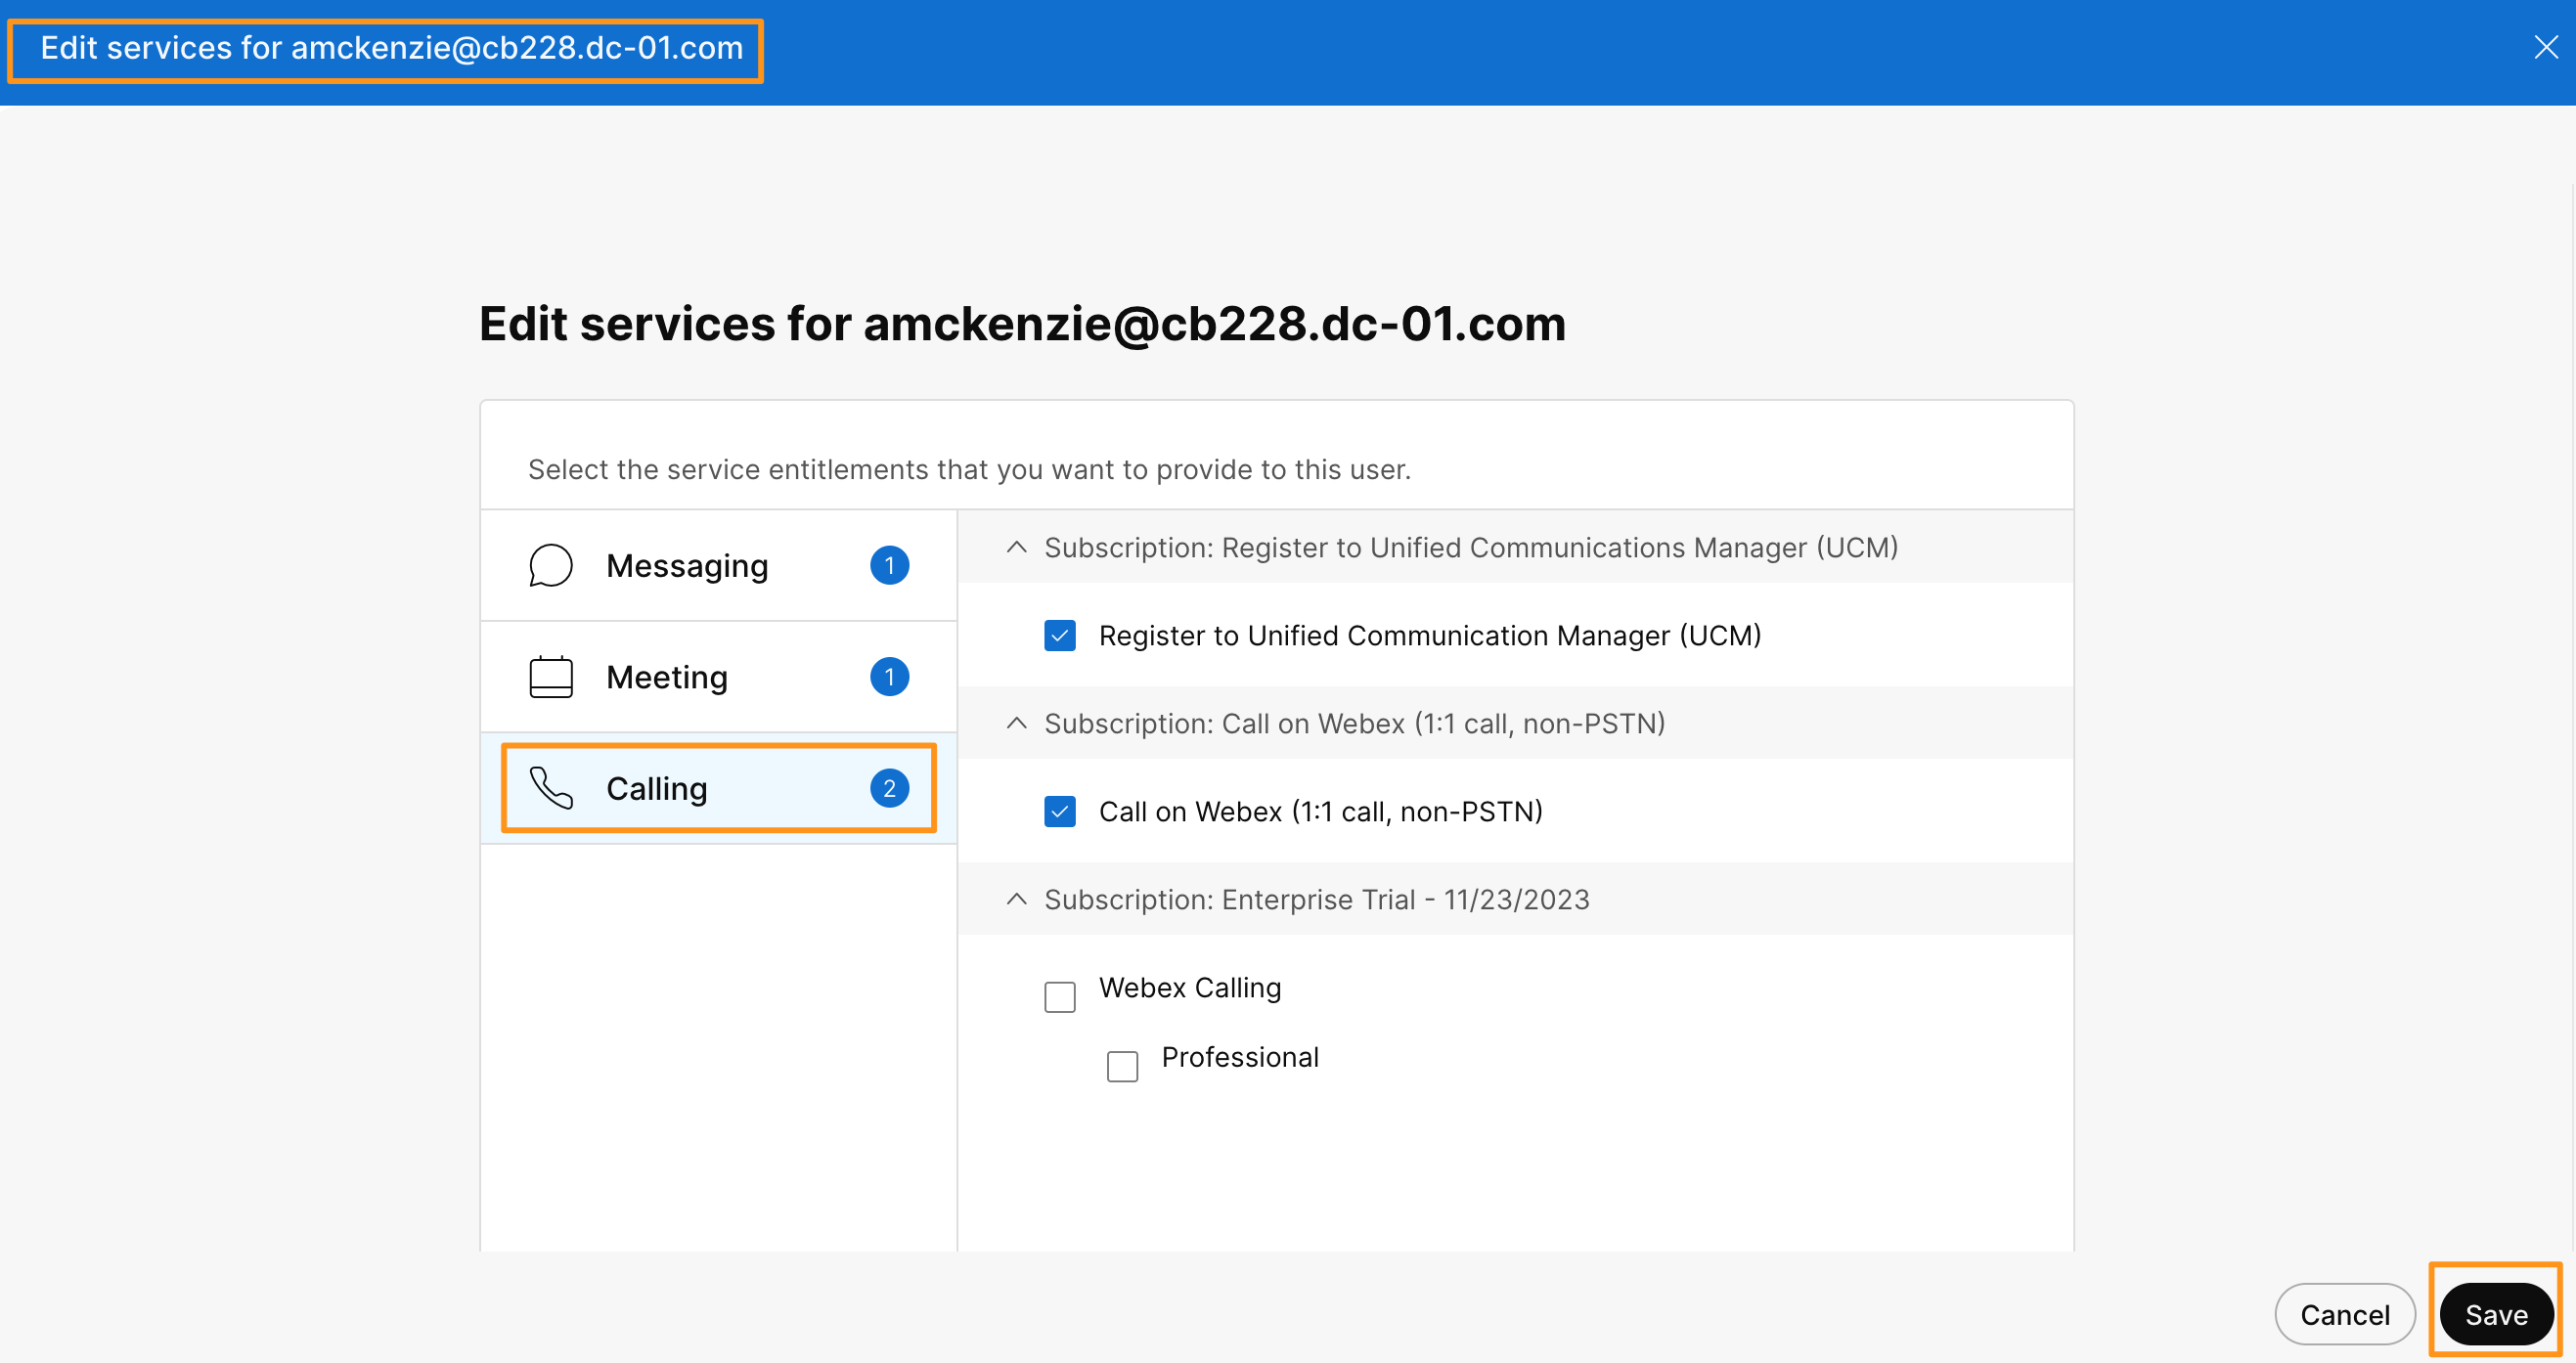 Edit services for amckenzie@cb228.dc-01.com
Edit services for amckenzie@cb228.dc-01.com
Select the service entitlements that you want to provide to this user.
Messaging 1
Meeting 1
Calling 2
Subscription: Register to Unified Communications Manager (UCM)
Register to Unified Communication Manager (UCM)
Subscription: Call on Webex (1:1 call, non-PSTN)
Call on Webex (1:1 call, non-PSTN)
Subscription: Enterprise Trial - 11/23/2023
Webex Calling
Professional
Cancel
Save